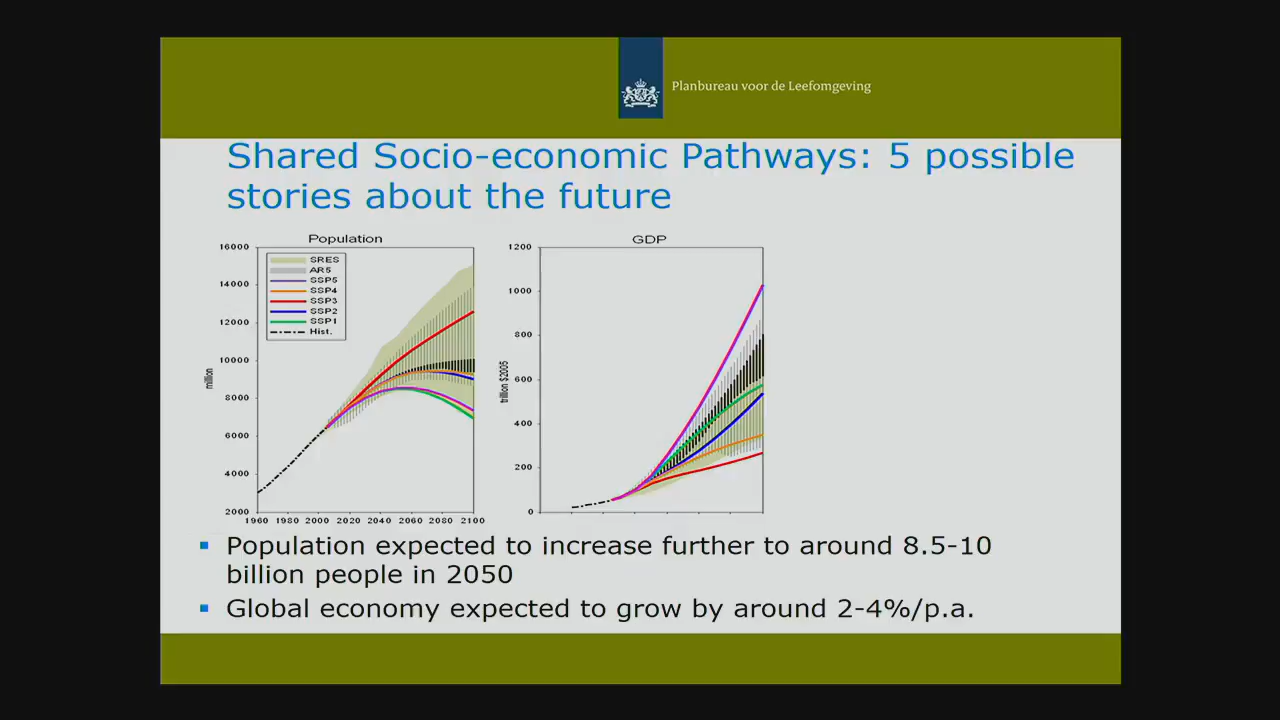 Planbureau voor de Leefomgeving
Shared Socio-economic Pathways: 5 possible
stories about the future
Population
16000
14000
12000
10000
8000
6000
4000
2000
million
SRES
AR5
SSP5
SSP4
SSP3
SSP2
SSP1
Hist.
1960 1980 2000 2020 2040 2060 2080 2100
GDP
1200
1000
800
600
400
200
0
trillion $2005
Population expected to increase further to around 8.5-10
billion people in 2050
Global economy expected to grow by around 2-4%/p.a.